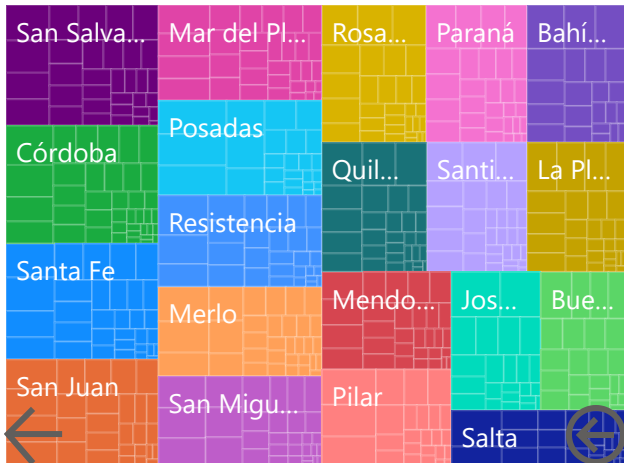 San Salva...
Mar del Pl...
Rosa...
Paraná
Bahí...
Córdoba
Posadas
Quil...
Santi...
La Pl...
Resistencia
Santa Fe
Merlo
Mendo...
Jos...
Bue...
San Juan
San Migu...
Pilar
Salta